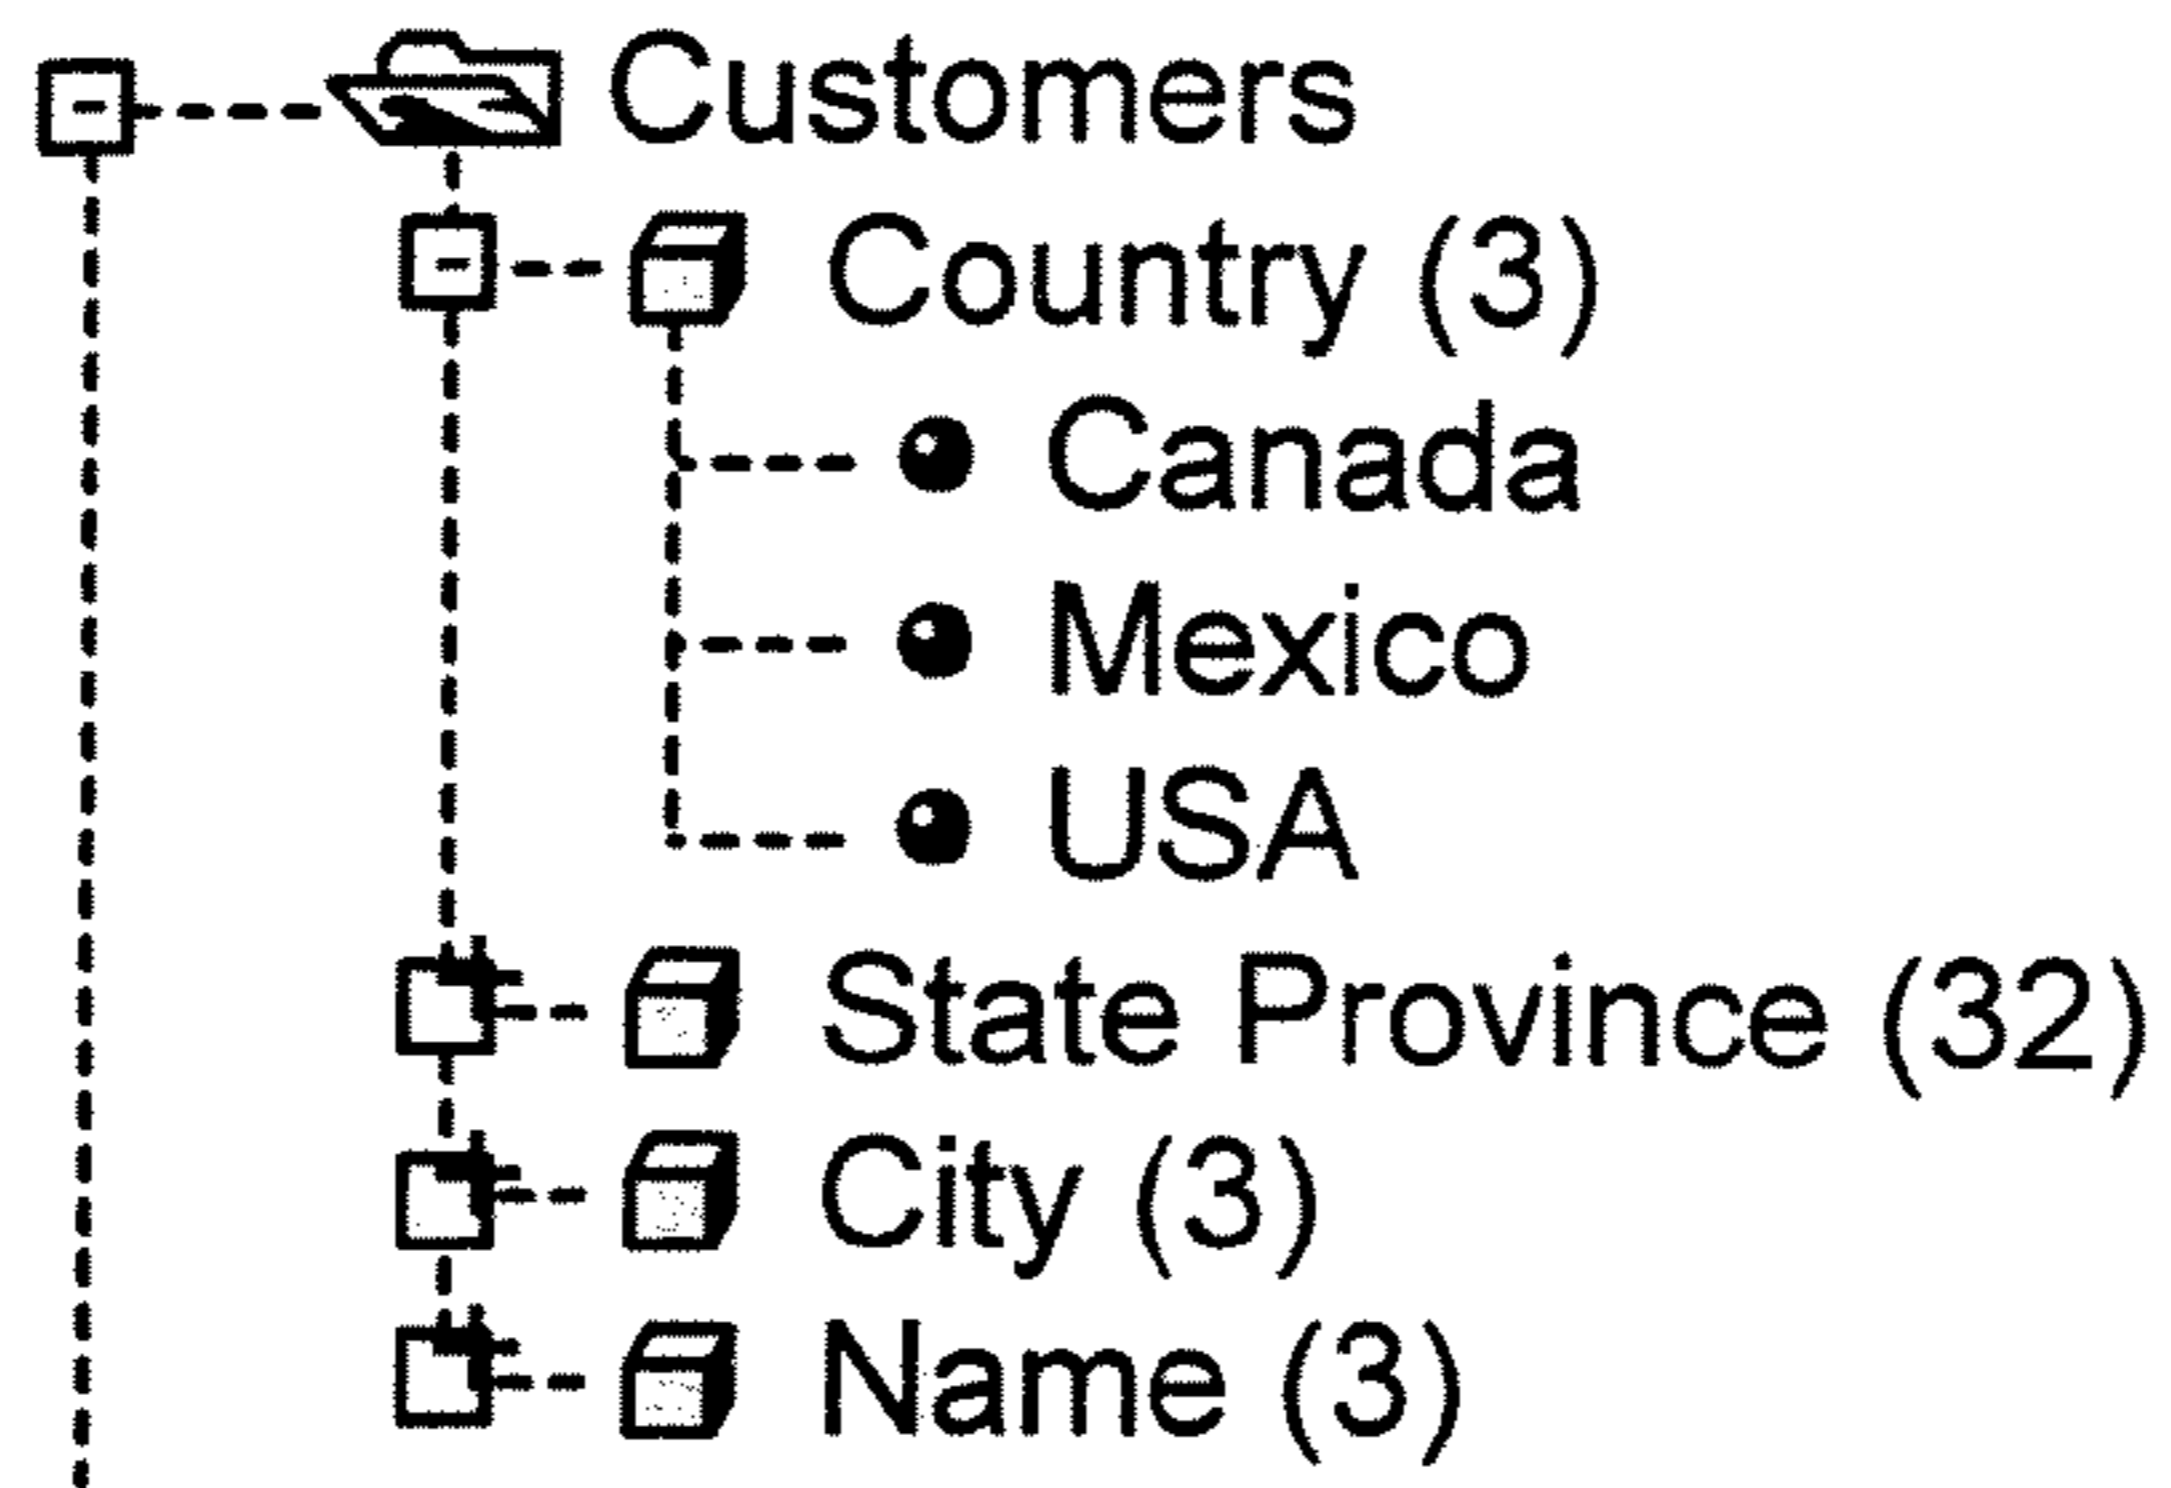 Customers
Country (3)
Canada
Mexico
USA
State Province (32)
City (3)
Name (3)